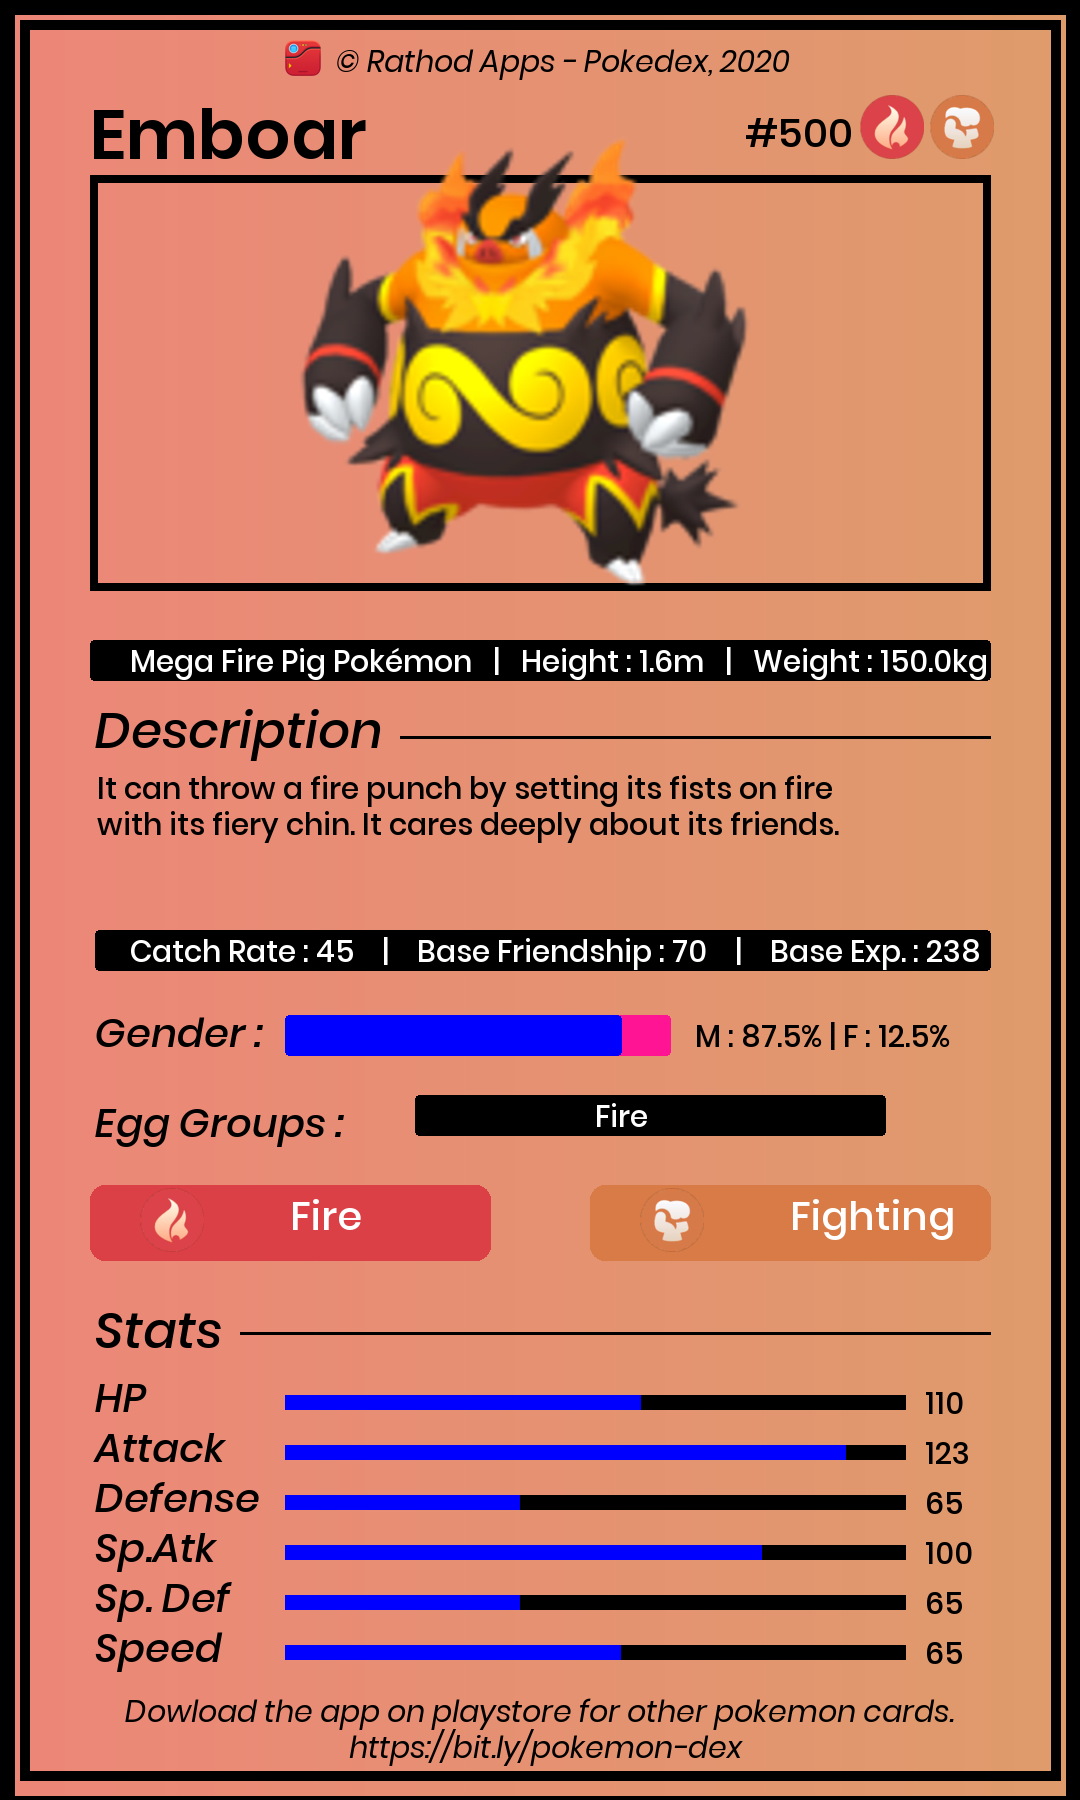 © Rathod Apps - Pokedex, 2020
Emboar
#500
Mega Fire Pig Pokémon | Height : 1.6m | Weight : 150.0kg
Description
It can throw a fire punch by setting its fists on fire
with its fiery chin. It cares deeply about its friends.
Catch Rate : 45 | Base Friendship : 70 | Base Exp. : 238
Gender : M : 87.5% | F : 12.5%
Egg Groups : Fire
Fire Fighting
Stats
HP 110
Attack 123
Defense 65
Sp.Atk 100
Sp. Def 65
Speed 65
Dowload the app on playstore for other pokemon cards.
https://bit.ly/pokemon-dex